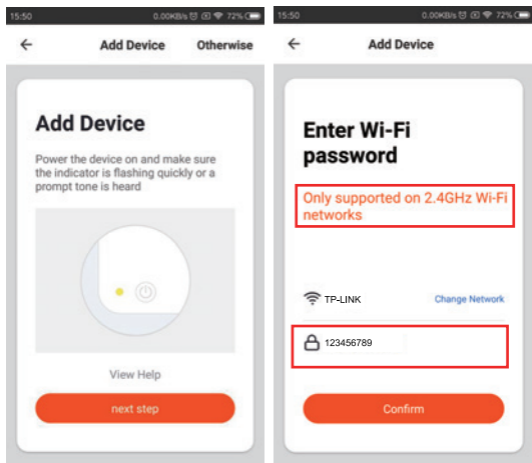 15:50 0.00KB/s 72%
Add Device Otherwise
Add Device
Power the device on and make sure
the indicator is flashing quickly or a
prompt tone is heard
View Help
next step
15:50 0.00KB/s 72%
Add Device
Enter Wi-Fi
password
Only supported on 2.4GHz Wi-Fi
networks
TP-LINK Change Network
123456789
Confirm